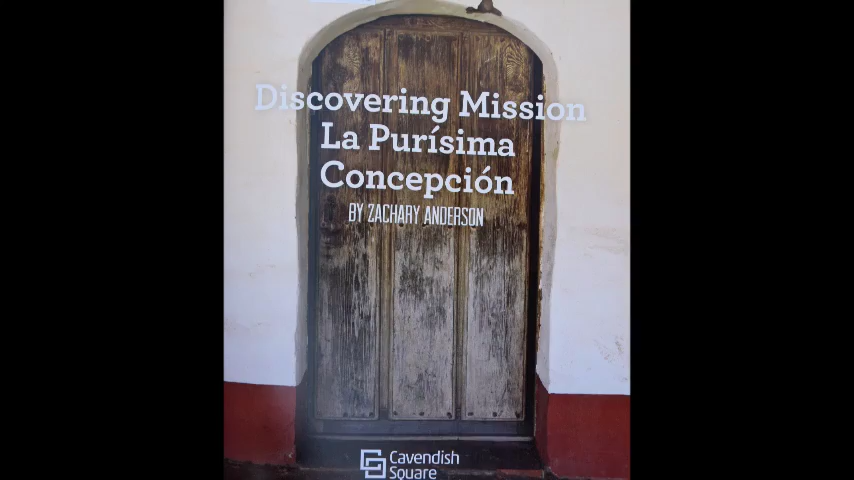 Discovering Mission
La Purísima
Concepción
BY ZACHARY ANDERSON
Cavendish
Square